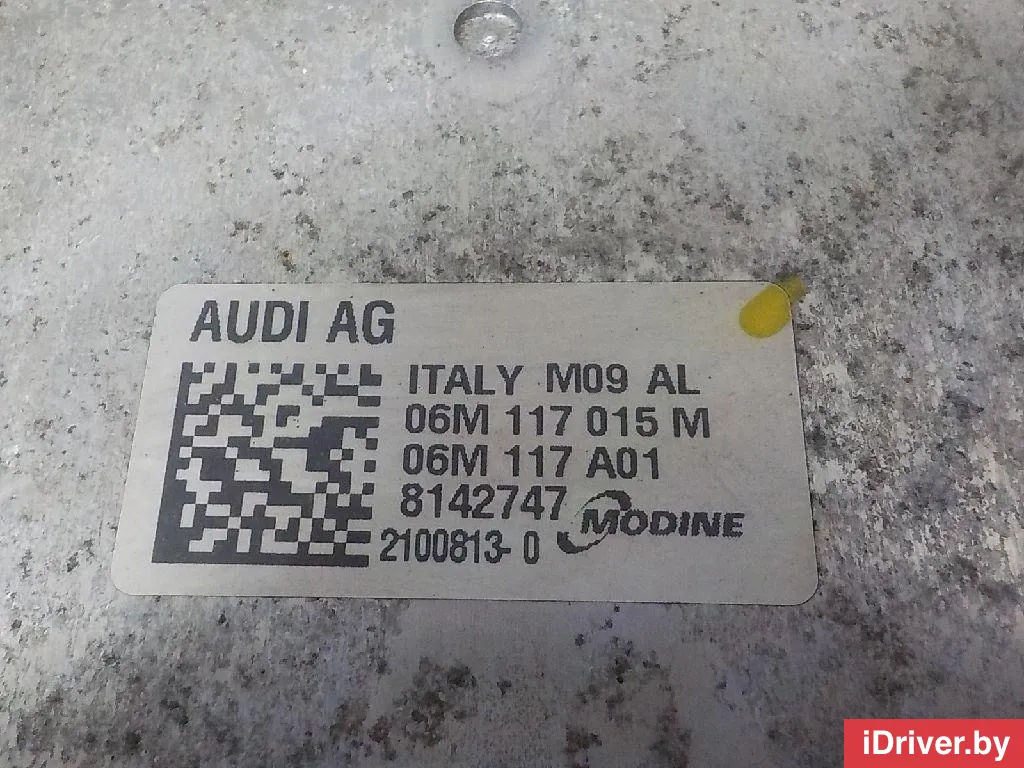 AUDI AG
ITALY M09 AL
06M 117 015 M
06M 117 A01
8142747
MODINE
2100813-0
iDriver.by